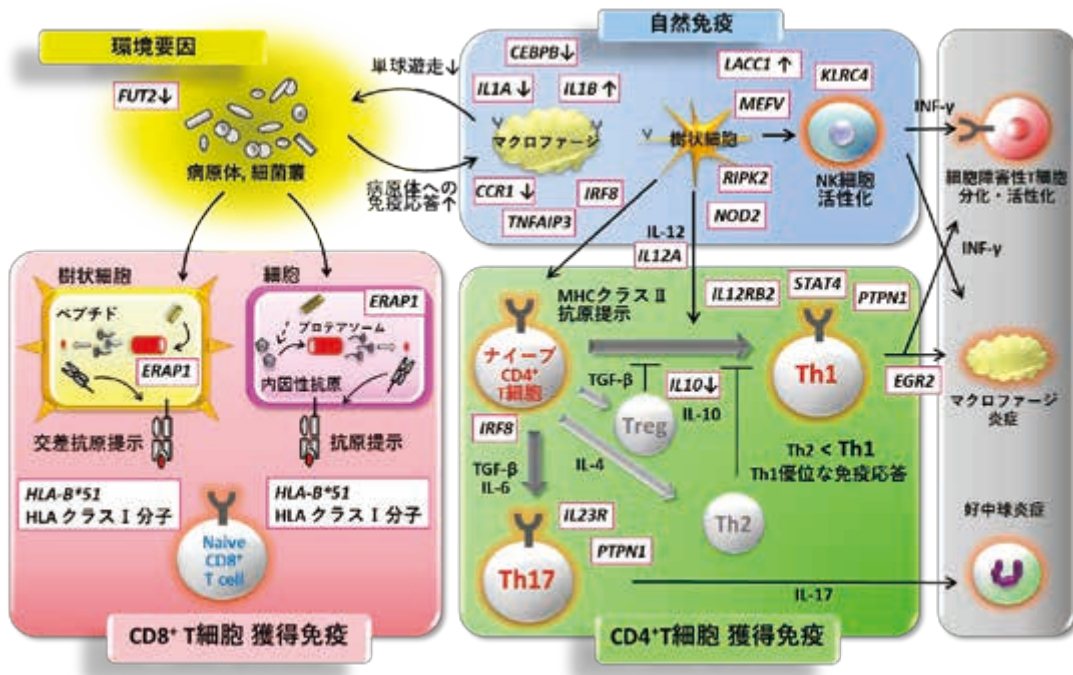 環境要因
FUT2↓
病原体, 細菌叢
単球遊走↓
病原体への
免疫応答↑
自然免疫
CEBPB↓
IL1A↓
IL1B↑
マクロファージ
CCR1↓
IRF8
TNFAIP3
LACC1↑
MEFV
樹状細胞
RIPK2
NOD2
KLRC4
NK細胞
活性化
IL-12
IL12A
INF-γ
細胞障害性T細胞
分化・活性化
INF-γ
マクロファージ
炎症
好中球炎症
樹状細胞
ペプチド
ERAP1
交差抗原提示
HLA-B*51
HLA クラスⅠ分子
細胞
ERAP1
プロテアソーム
内因性抗原
抗原提示
HLA-B*51
HLA クラスⅠ分子
Naive
CD8⁺
T cell
CD8⁺ T細胞 獲得免疫
MHCクラスⅡ
抗原提示
IL12RB2
STAT4
PTPN1
ナイーブ
CD4⁺
T細胞
Th1
EGR2
TGF-β
IL10↓
IL-10
Treg
IRF8
TGF-β
IL-6
IL-4
Th2
Th2 < Th1
Th1優位な免疫応答
IL23R
PTPN1
Th17
IL-17
CD4⁺T細胞 獲得免疫